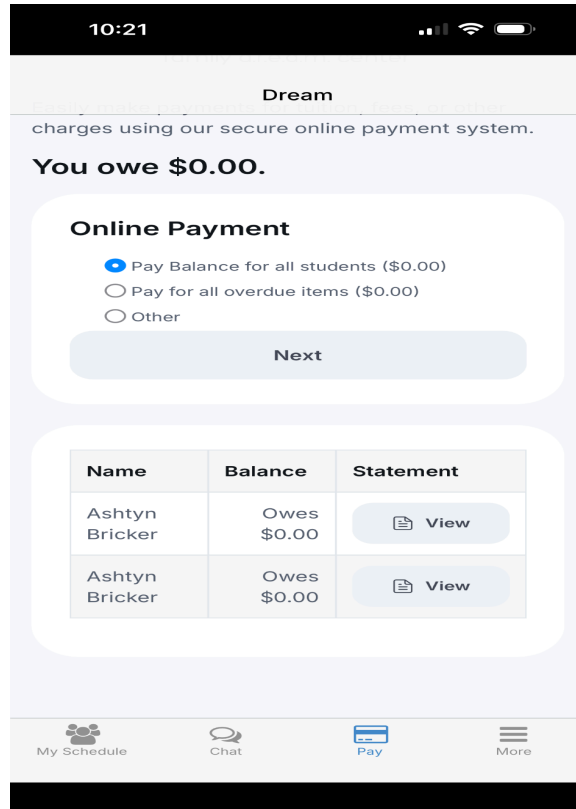 10:21
Dream
charges using our secure online payment system.
You owe $0.00.
Online Payment
Pay Balance for all students ($0.00)
Pay for all overdue items ($0.00)
Other
Next
Name Balance Statement
Ashtyn Bricker Owes $0.00 View
Ashtyn Bricker Owes $0.00 View
My Schedule Chat Pay More